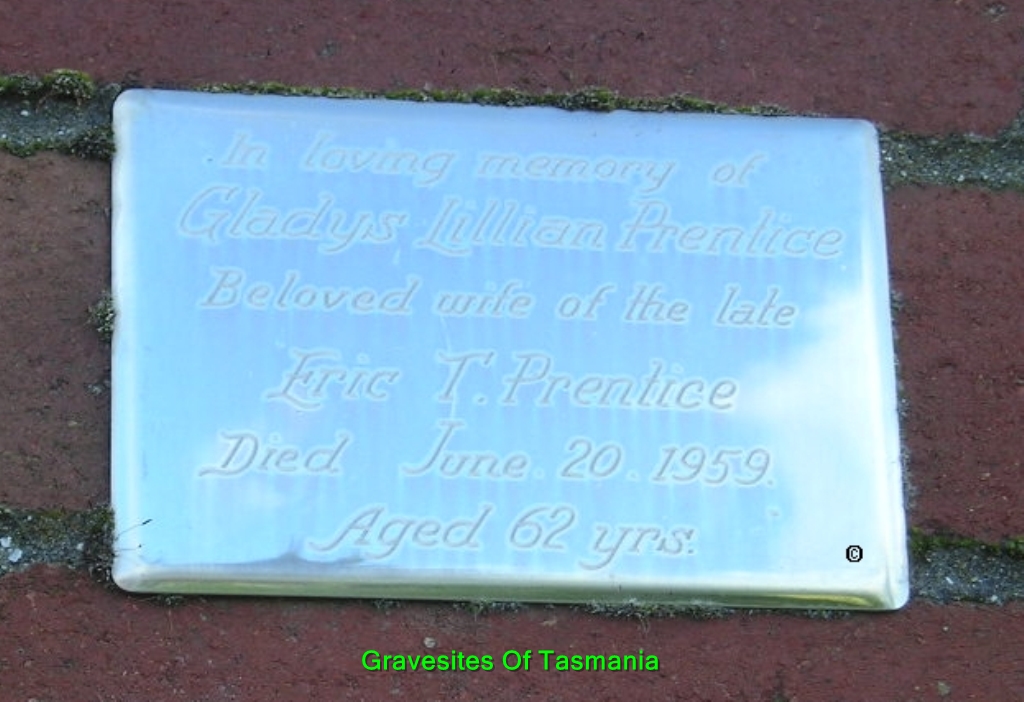 In loving memory of
Gladys Lillian Prentice
Beloved wife of the late
Eric T. Prentice
Died June. 20. 1959.
Aged 62 yrs.
©
Gravesites Of Tasmania